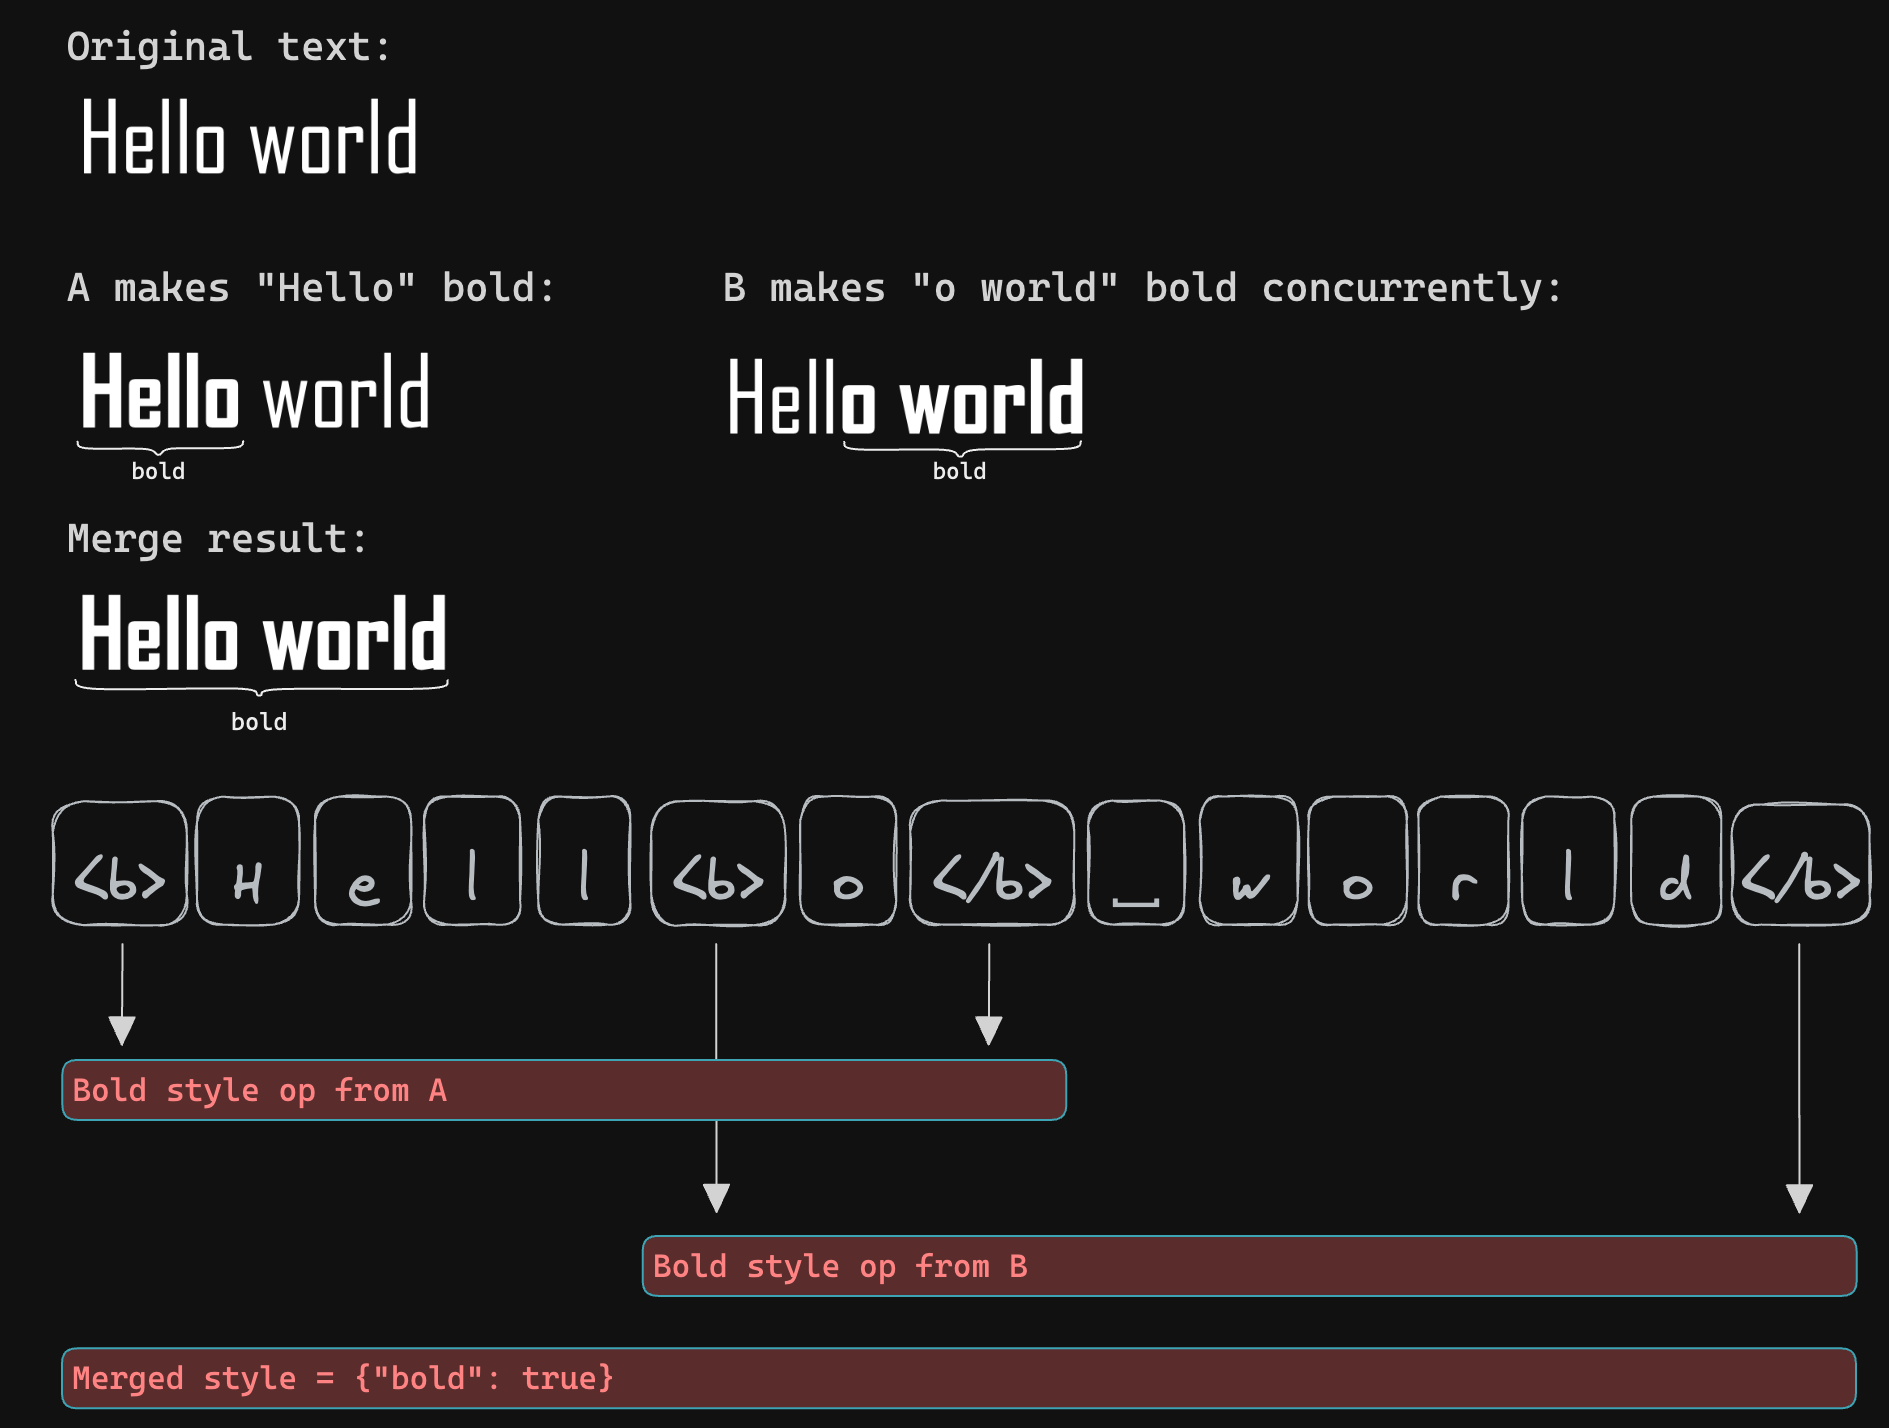 Original text:
Hello world
A makes "Hello" bold:
B makes "o world" bold concurrently:
Hello world
bold
Hello world
bold
Merge result:
Hello world
bold
<b> H e l l <b> o </b> ⎵ w o r l d </b>
Bold style op from A
Bold style op from B
Merged style = {"bold": true}